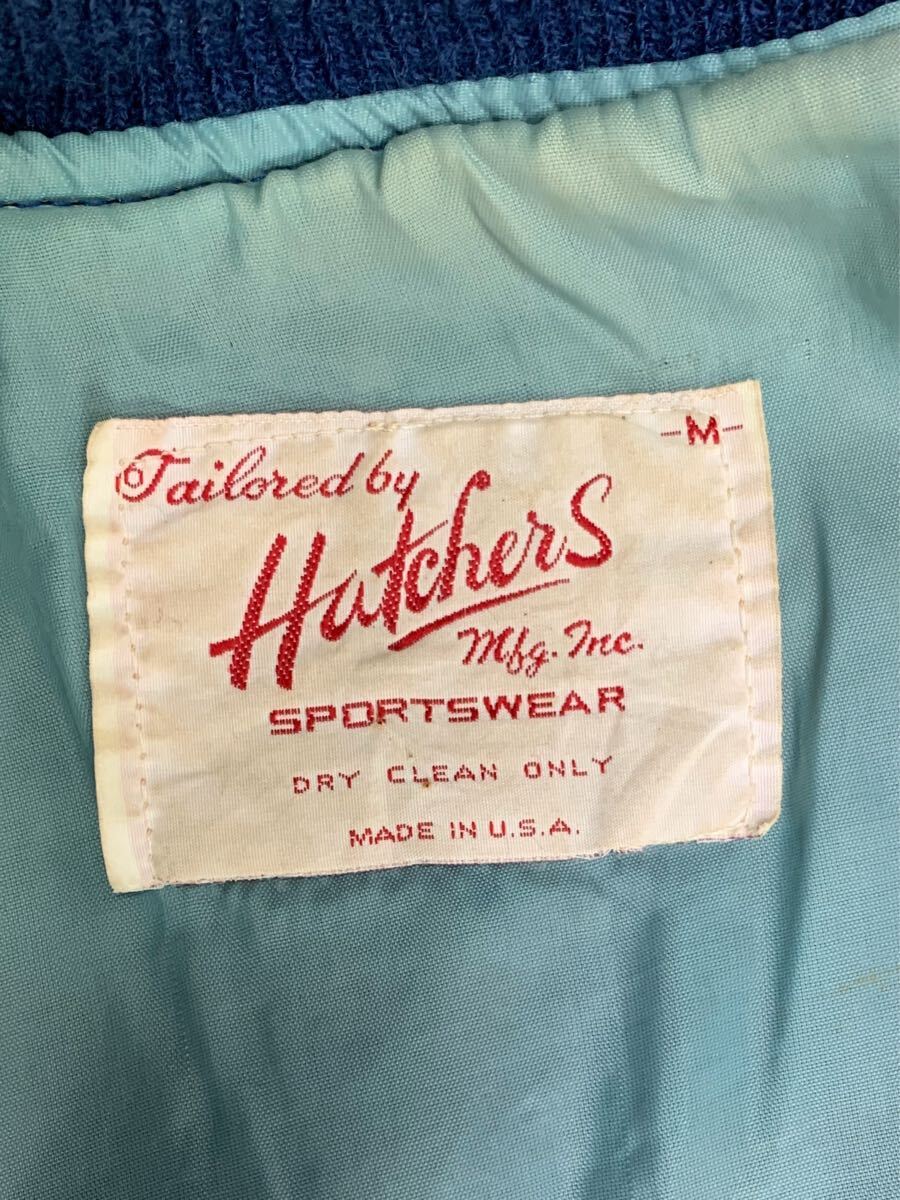 -M-
Tailored by
Hatchers
Mfg. Inc.
SPORTSWEAR
DRY CLEAN ONLY
MADE IN U.S.A.